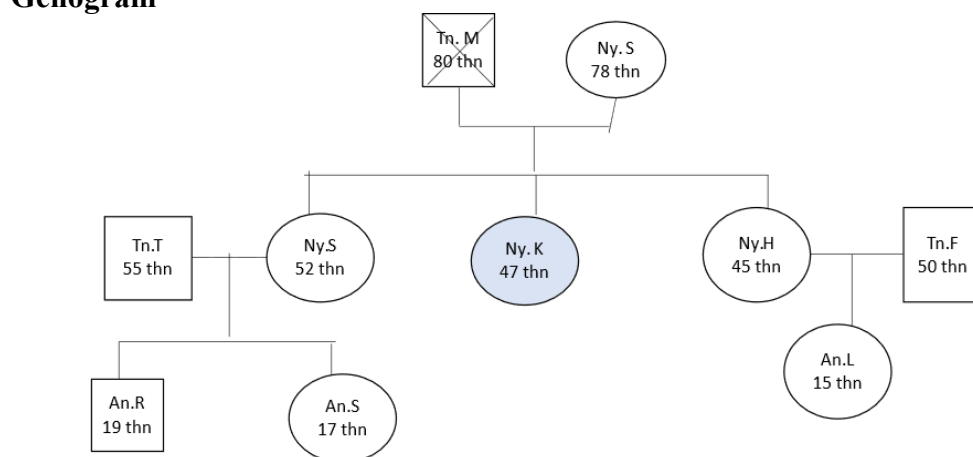 Genogram
Tn. M
80 thn
Ny. S
78 thn
Tn.T
55 thn
Ny.S
52 thn
Ny. K
47 thn
Ny.H
45 thn
Tn.F
50 thn
An.L
15 thn
An.R
19 thn
An.S
17 thn